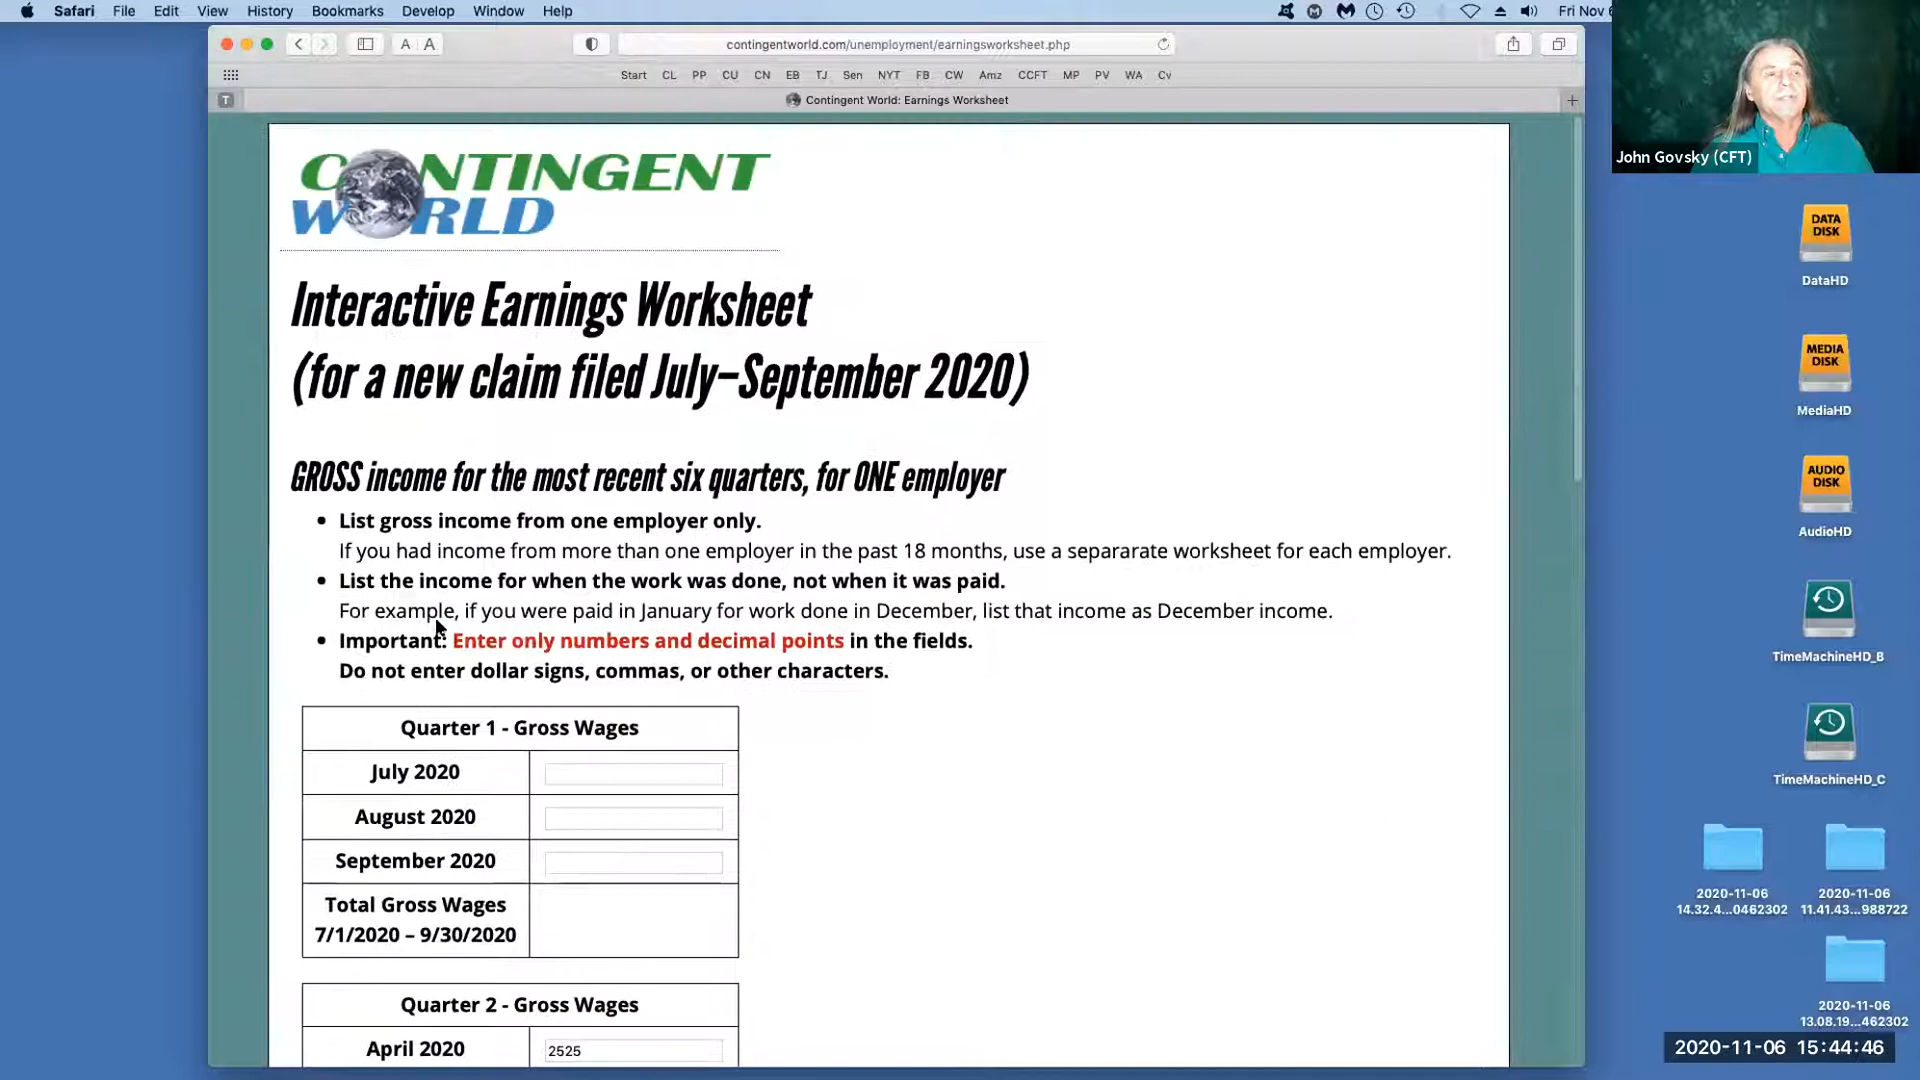 Safari File Edit View History Bookmarks Develop Window Help
Fri Nov
A A
contingentworld.com/unemployment/earningsworksheet.php
Start CL PP CU CN EB TJ Sen NYT FB CW Amz CCFT MP PV WA Cv
T
Contingent World: Earnings Worksheet
CONTINGENT
WORLD
Interactive Earnings Worksheet
(for a new claim filed July–September 2020)
GROSS income for the most recent six quarters, for ONE employer
• List gross income from one employer only.
If you had income from more than one employer in the past 18 months, use a separarate worksheet for each employer.
• List the income for when the work was done, not when it was paid.
For example, if you were paid in January for work done in December, list that income as December income.
• Important: Enter only numbers and decimal points in the fields.
Do not enter dollar signs, commas, or other characters.
Quarter 1 - Gross Wages
July 2020
August 2020
September 2020
Total Gross Wages
7/1/2020 – 9/30/2020
Quarter 2 - Gross Wages
April 2020 2525
John Govsky (CFT)
DATA
DISK
DataHD
MEDIA
DISK
MediaHD
AUDIO
DISK
AudioHD
TimeMachineHD_B
TimeMachineHD_C
2020-11-06
14.32.4...0462302
2020-11-06
11.41.43...988722
2020-11-06
13.08.19...462302
2020-11-06 15:44:46